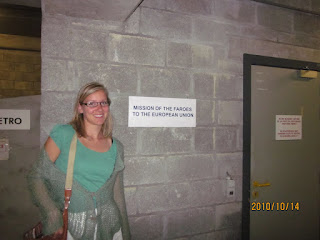 ETRO
MISSION OF THE FAROES
TO THE EUROPEAN UNION
2010/10/14